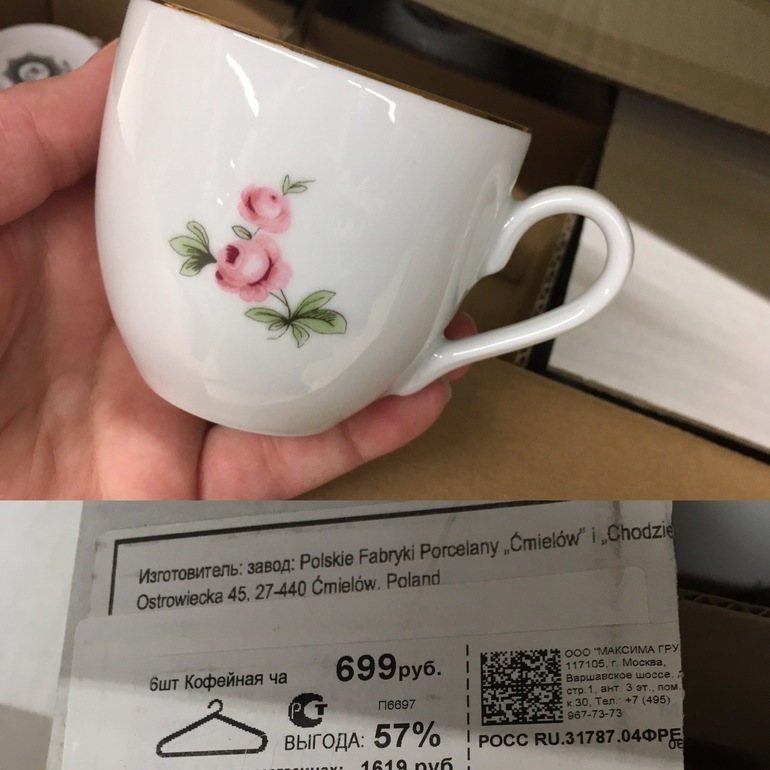 Изготовитель: завод: Polskie Fabryki Porcelany „Ćmielów" i „Chodzie
Ostrowiecka 45, 27-440 Ćmielów. Poland
6шт Кофейная ча
699руб.
П6697
ВЫГОДА: 57%
1619 руб
ООО "МАКСИМА ГРУ
117105, г. Москва,
Варшавское шоссе, д
стр.1, ант. 3 эт., пом.
к.30, Тел.: +7 (495)
967-73-73
РОСС RU.31787.04ФРЕ